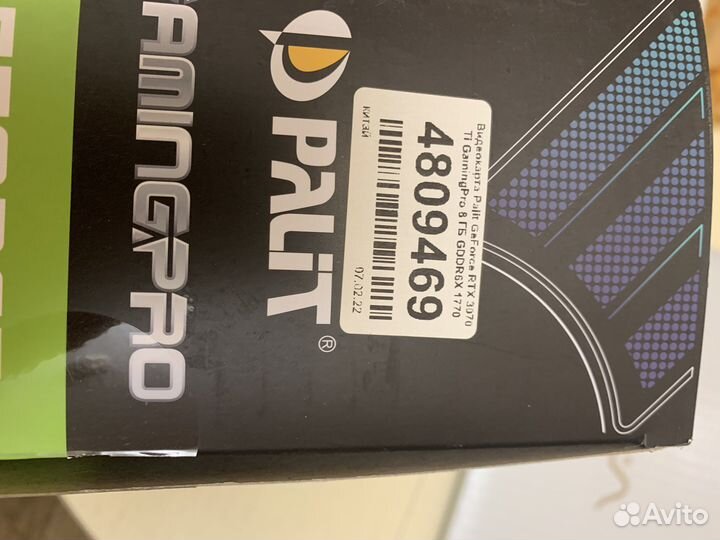 GAMINGPRO
PALiT®
Видеокарта Palit GeForce RTX 3070
Ti GamingPro 8 ГБ GDDR6X 1770
4809469
китай
07.02.22
Avito